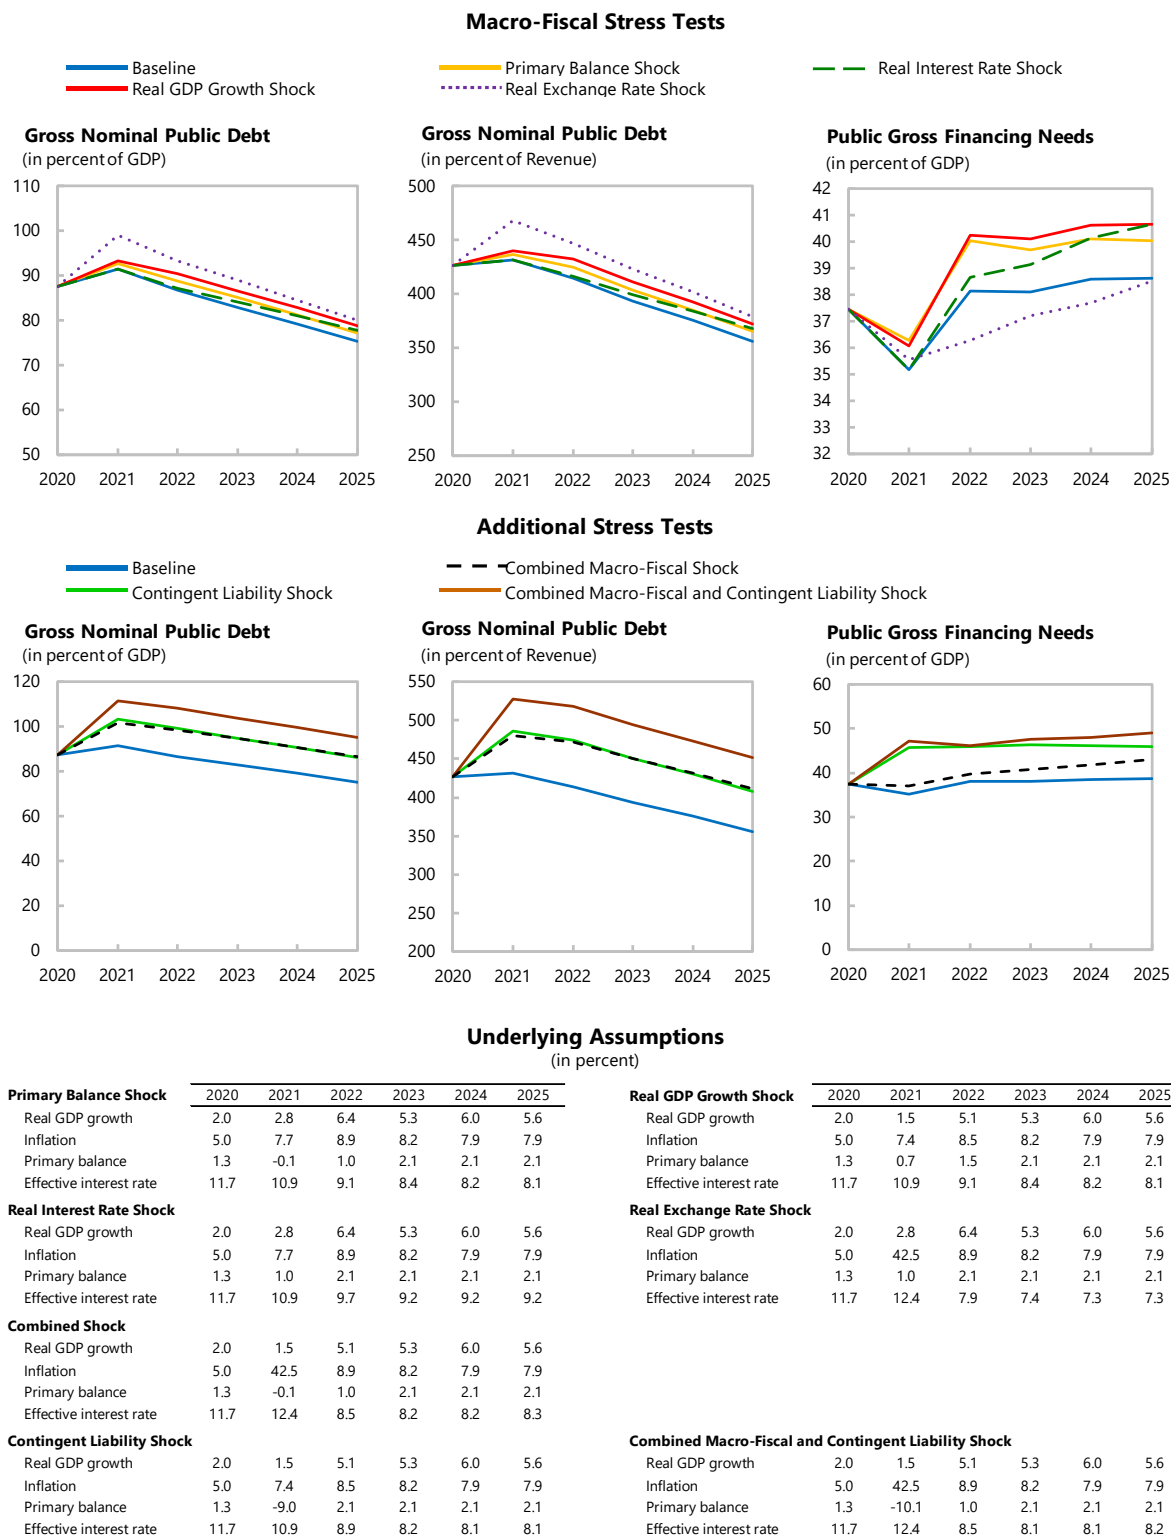 Macro-Fiscal Stress Tests
Baseline
Primary Balance Shock
Real Interest Rate Shock
Real GDP Growth Shock
Real Exchange Rate Shock
Gross Nominal Public Debt
(in percent of GDP)
110
100
90
80
70
60
50
2020 2021 2022 2023 2024 2025
Gross Nominal Public Debt
(in percent of Revenue)
500
450
400
350
300
250
2020 2021 2022 2023 2024 2025
Public Gross Financing Needs
(in percent of GDP)
42
41
40
39
38
37
36
35
34
33
32
2020 2021 2022 2023 2024 2025
Additional Stress Tests
Baseline
Combined Macro-Fiscal Shock
Contingent Liability Shock
Combined Macro-Fiscal and Contingent Liability Shock
Gross Nominal Public Debt
(in percent of GDP)
120
100
80
60
40
20
0
2020 2021 2022 2023 2024 2025
Gross Nominal Public Debt
(in percent of Revenue)
550
500
450
400
350
300
250
200
2020 2021 2022 2023 2024 2025
Public Gross Financing Needs
(in percent of GDP)
60
50
40
30
20
10
0
2020 2021 2022 2023 2024 2025
Underlying Assumptions
(in percent)
Primary Balance Shock 2020 2021 2022 2023 2024 2025
Real GDP growth 2.0 2.8 6.4 5.3 6.0 5.6
Inflation 5.0 7.7 8.9 8.2 7.9 7.9
Primary balance 1.3 -0.1 1.0 2.1 2.1 2.1
Effective interest rate 11.7 10.9 9.1 8.4 8.2 8.1
Real GDP Growth Shock 2020 2021 2022 2023 2024 2025
Real GDP growth 2.0 1.5 5.1 5.3 6.0 5.6
Inflation 5.0 7.4 8.5 8.2 7.9 7.9
Primary balance 1.3 0.7 1.5 2.1 2.1 2.1
Effective interest rate 11.7 10.9 9.1 8.4 8.2 8.1
Real Interest Rate Shock
Real GDP growth 2.0 2.8 6.4 5.3 6.0 5.6
Inflation 5.0 7.7 8.9 8.2 7.9 7.9
Primary balance 1.3 1.0 2.1 2.1 2.1 2.1
Effective interest rate 11.7 10.9 9.7 9.2 9.2 9.2
Real Exchange Rate Shock
Real GDP growth 2.0 2.8 6.4 5.3 6.0 5.6
Inflation 5.0 42.5 8.9 8.2 7.9 7.9
Primary balance 1.3 1.0 2.1 2.1 2.1 2.1
Effective interest rate 11.7 12.4 7.9 7.4 7.3 7.3
Combined Shock
Real GDP growth 2.0 1.5 5.1 5.3 6.0 5.6
Inflation 5.0 42.5 8.9 8.2 7.9 7.9
Primary balance 1.3 -0.1 1.0 2.1 2.1 2.1
Effective interest rate 11.7 12.4 8.5 8.2 8.2 8.3
Contingent Liability Shock
Real GDP growth 2.0 1.5 5.1 5.3 6.0 5.6
Inflation 5.0 7.4 8.5 8.2 7.9 7.9
Primary balance 1.3 -9.0 2.1 2.1 2.1 2.1
Effective interest rate 11.7 10.9 8.9 8.2 8.1 8.1
Combined Macro-Fiscal and Contingent Liability Shock
Real GDP growth 2.0 1.5 5.1 5.3 6.0 5.6
Inflation 5.0 42.5 8.9 8.2 7.9 7.9
Primary balance 1.3 -10.1 1.0 2.1 2.1 2.1
Effective interest rate 11.7 12.4 8.5 8.1 8.1 8.2